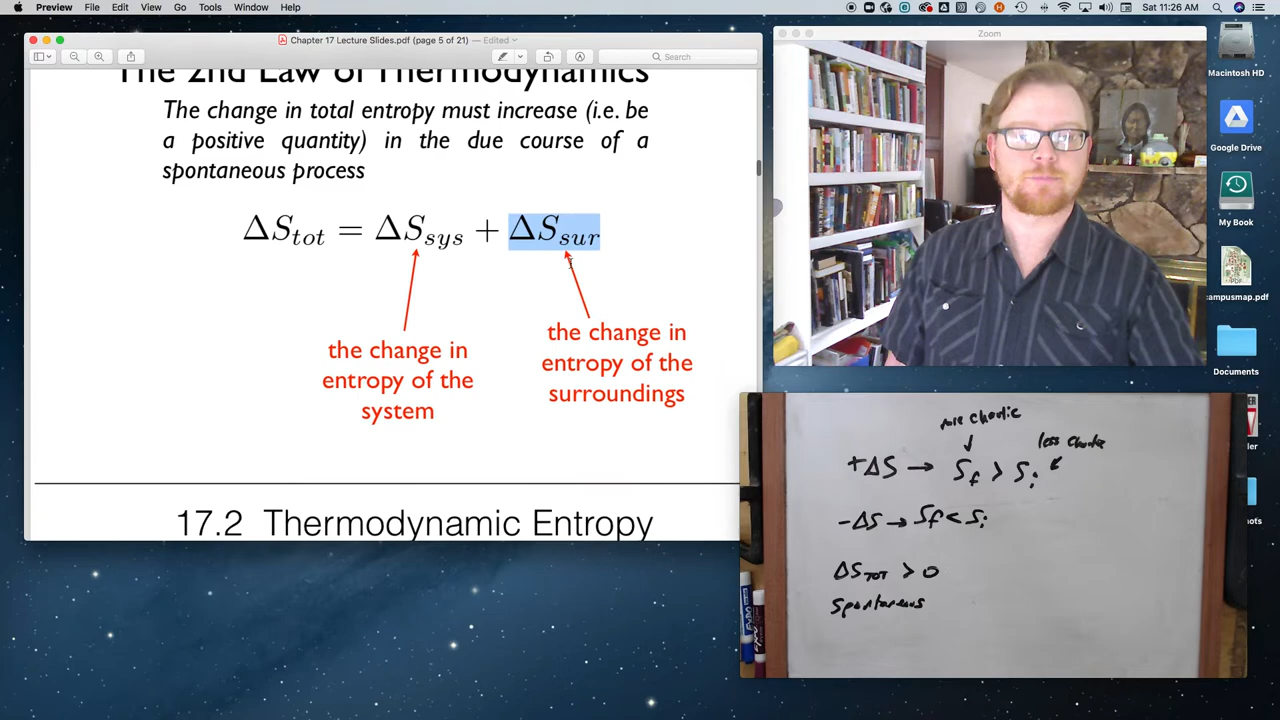 Preview File Edit View Go Tools Window Help
Sat 11:26 AM
Chapter 17 Lecture Slides.pdf (page 5 of 21) — Edited
Search
The 2nd Law of Thermodynamics
The change in total entropy must increase (i.e. be
a positive quantity) in the due course of a
spontaneous process
ΔS_tot = ΔS_sys + ΔS_sur
the change in
entropy of the
system
the change in
entropy of the
surroundings
17.2 Thermodynamic Entropy
Zoom
more chaotic
less chaotic
+ΔS → S_f > S_i
-ΔS → S_f < S_i
ΔS_TOT > 0
spontaneous
EXPO
Macintosh HD
Google Drive
My Book
PDF
campusmap.pdf
Documents